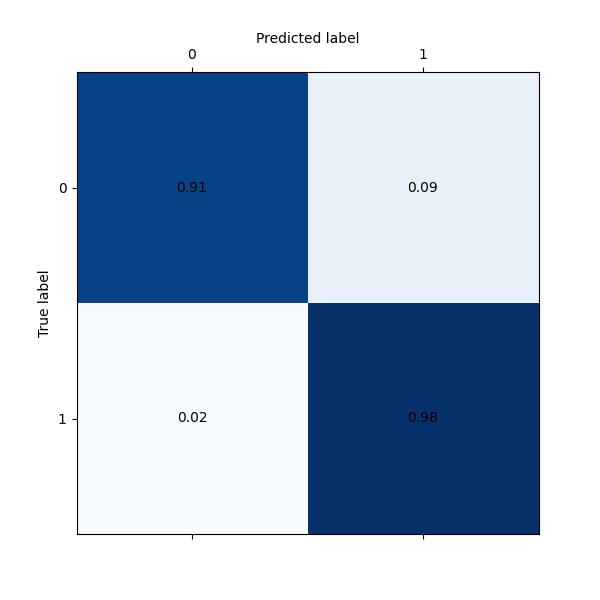 Predicted label
0 1
0 0.91 0.09
True label
1 0.02 0.98